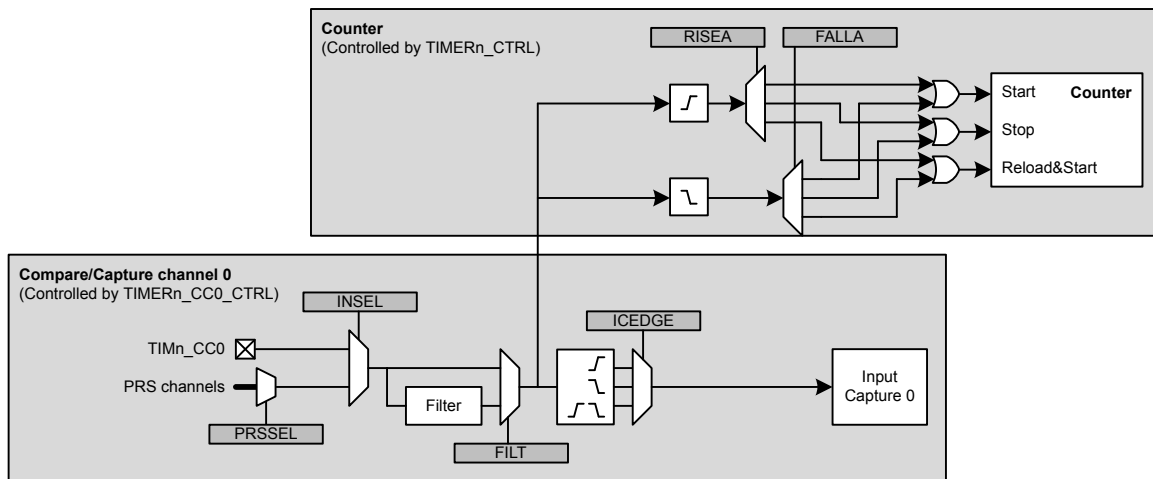 Counter
(Controlled by TIMERn_CTRL)
RISEA
FALLA
Start
Counter
Stop
Reload&Start
Compare/Capture channel 0
(Controlled by TIMERn_CC0_CTRL)
INSEL
ICEDGE
TIMn_CC0
PRS channels
Filter
Input
Capture 0
PRSSEL
FILT